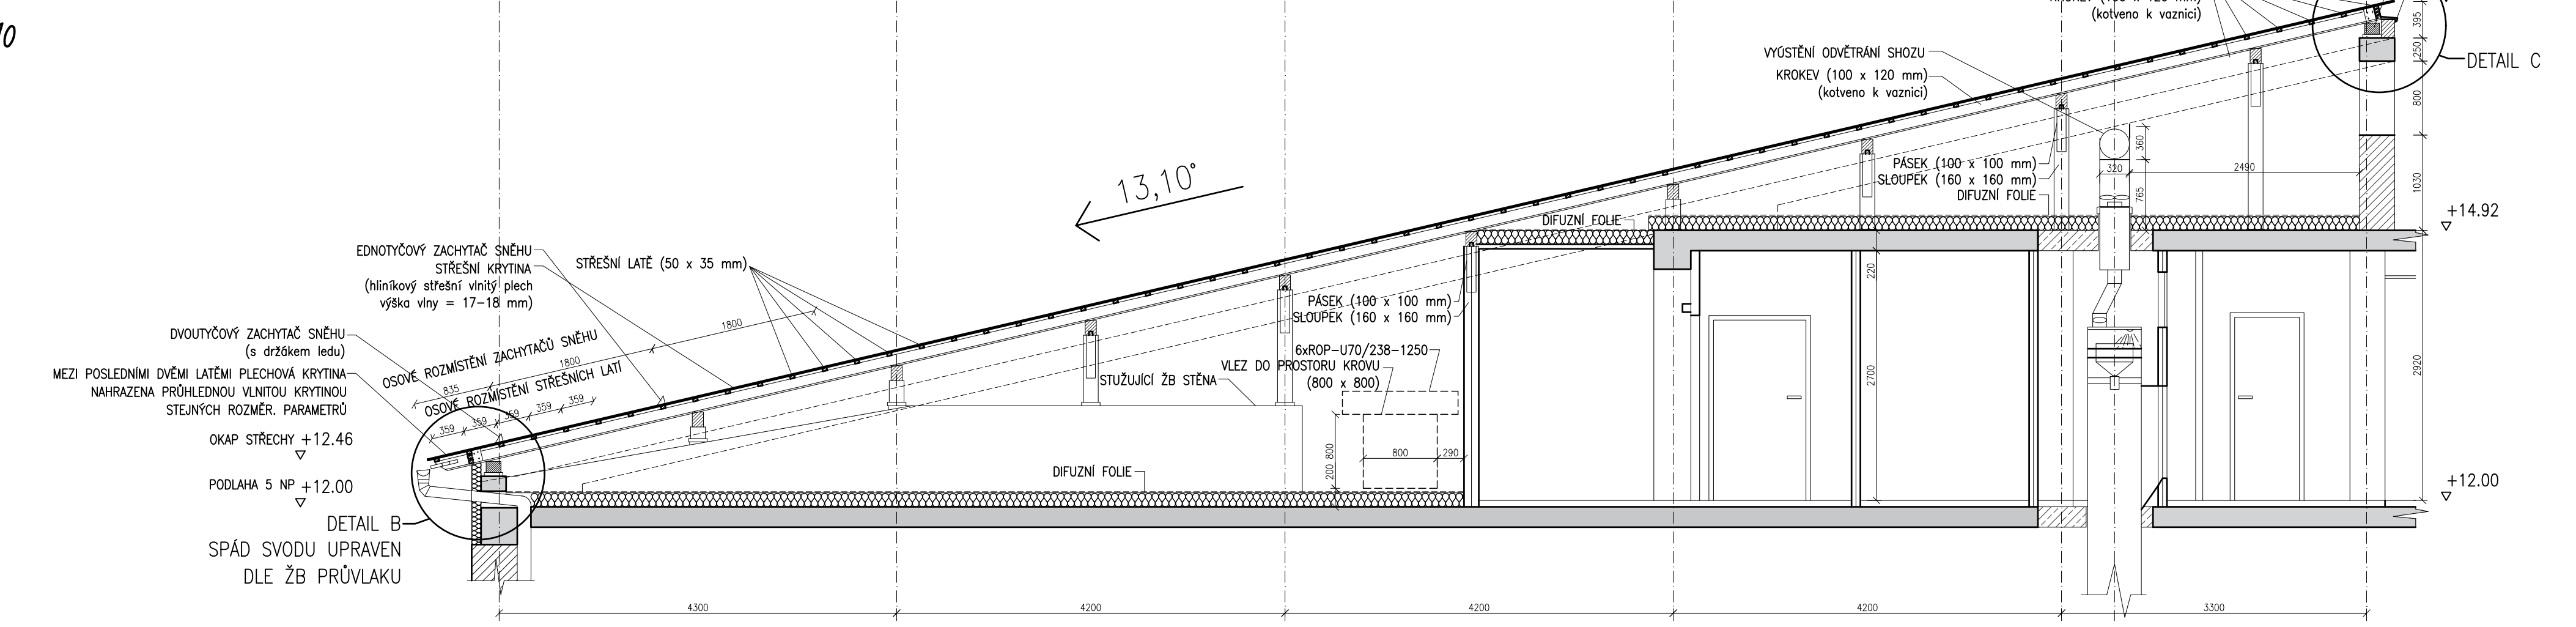 (kotveno k vaznici)
395
250
DETAIL C
VYÚSTĚNÍ ODVĚTRÁNÍ SHOZU
KROKEV (100 x 120 mm)
(kotveno k vaznici)
800
360
PÁSEK (100 x 100 mm)
SLOUPEK (160 x 160 mm)
DIFUZNÍ FOLIE
320
2490
765
1030
13,10°
+14.92
DIFUZNÍ FOLIE
EDNOTYČOVÝ ZACHYTAČ SNĚHU
STŘEŠNÍ KRYTINA
(hliníkový střešní vlnitý plech
výška vlny = 17-18 mm)
STŘEŠNÍ LATĚ (50 x 35 mm)
220
PÁSEK (100 x 100 mm)
SLOUPEK (160 x 160 mm)
DVOUTYČOVÝ ZACHYTAČ SNĚHU
(s držákem ledu)
1800
OSOVÉ ROZMÍSTĚNÍ ZACHYTAČŮ SNĚHU
1800
835
6xROP-U70/238-1250
VLEZ DO PROSTORU KROVU
(800 x 800)
STUŽUJÍCÍ ŽB STĚNA
MEZI POSLEDNÍMI DVĚMI LATĚMI PLECHOVÁ KRYTINA
NAHRAZENA PRŮHLEDNOU VLNITOU KRYTINOU
STEJNÝCH ROZMĚR. PARAMETRŮ
OSOVÉ ROZMÍSTĚNÍ STŘEŠNÍCH LATÍ
359
359
359
359
359
2700
2920
OKAP STŘECHY +12.46
800
290
200 800
DIFUZNÍ FOLIE
PODLAHA 5 NP +12.00
+12.00
DETAIL B
SPÁD SVODU UPRAVEN
DLE ŽB PRŮVLAKU
4300
4200
4200
4200
3300